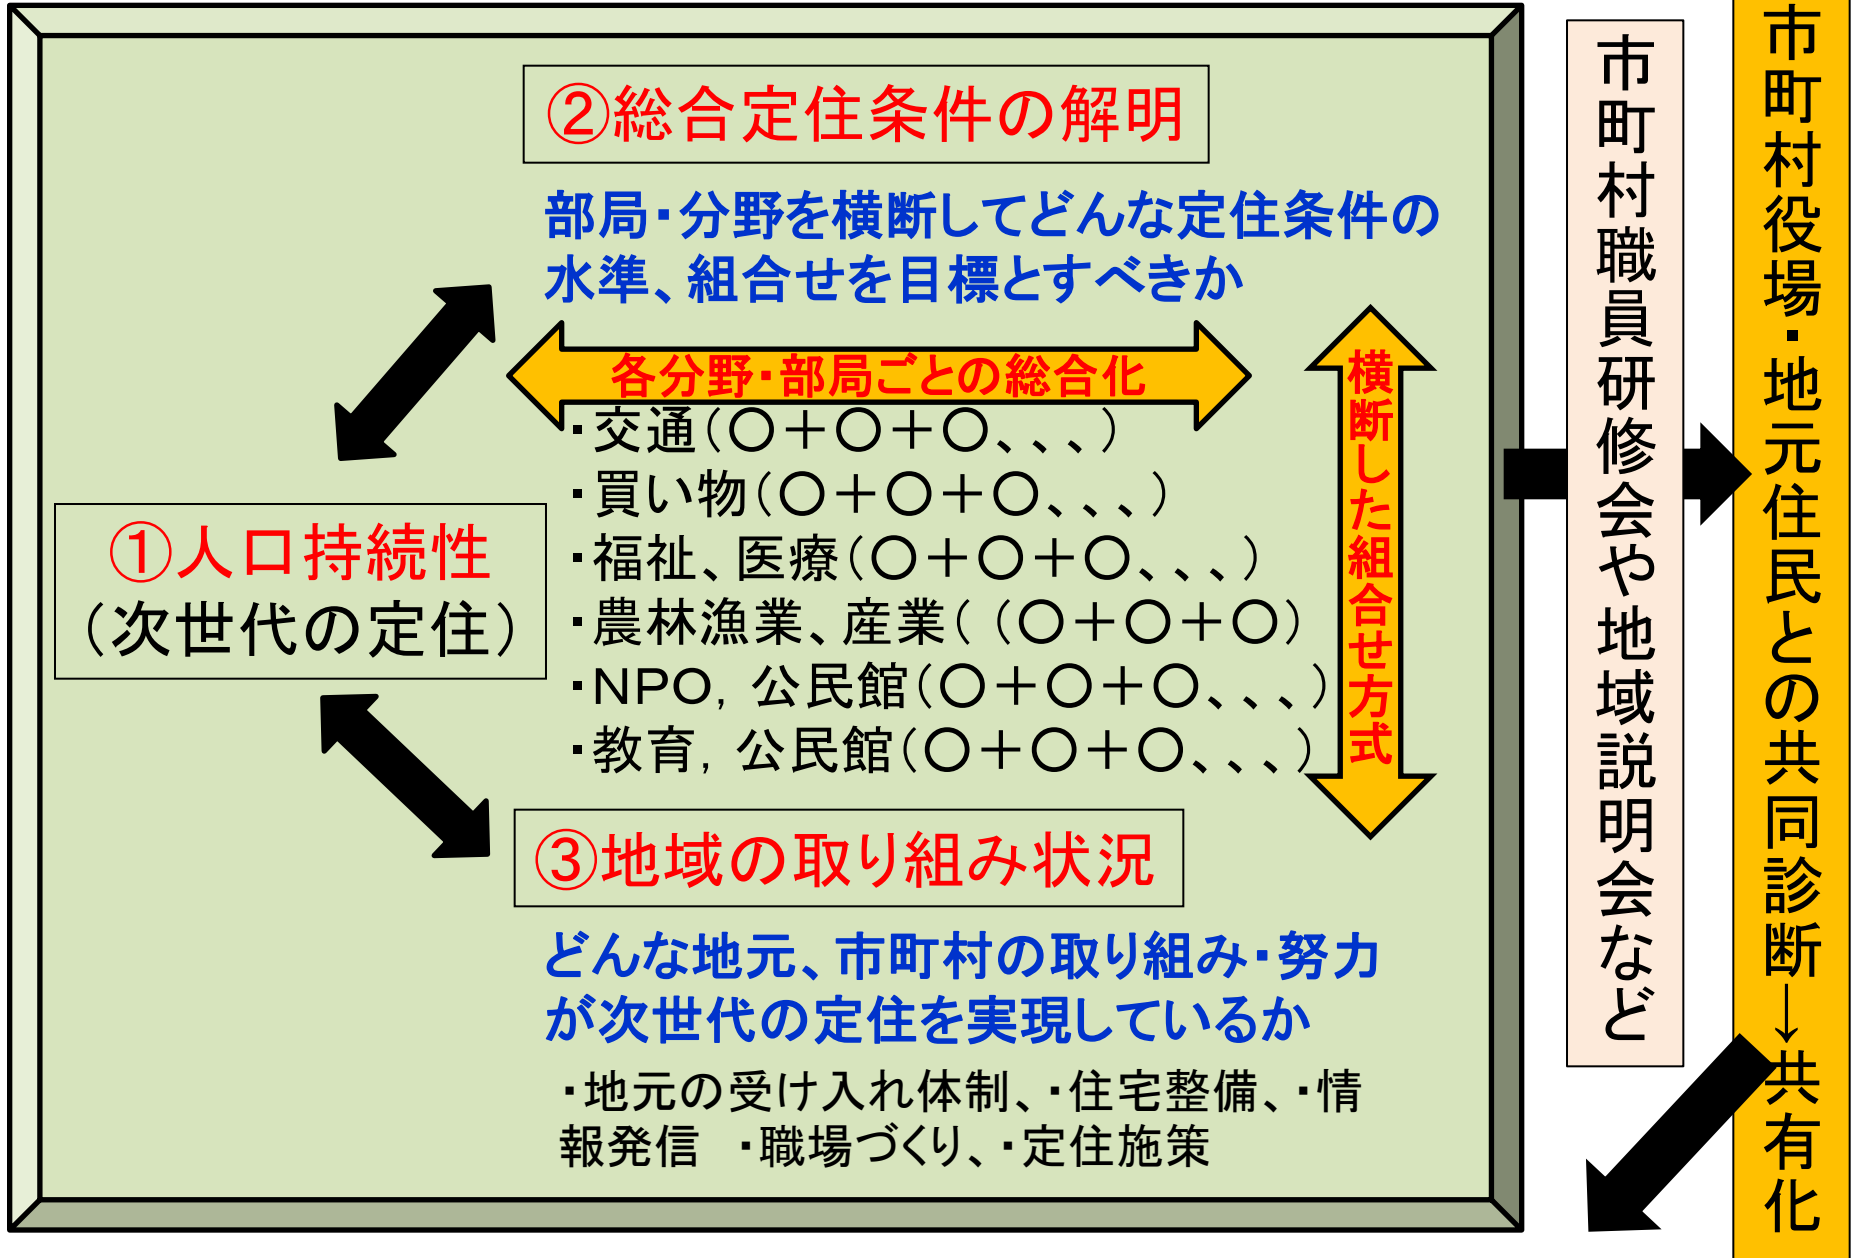 ②総合定住条件の解明
部局・分野を横断してどんな定住条件の
水準、組合せを目標とすべきか
各分野・部局ごとの総合化
・交通(〇+〇+〇、、、)
・買い物(〇+〇+〇、、、)
・福祉、医療(〇+〇+〇、、、)
・農林漁業、産業((〇+〇+〇)
・NPO,公民館(〇+〇+〇、、、)
・教育,公民館(〇+〇+〇、、、)
横断した組合せ方式
①人口持続性
(次世代の定住)
③地域の取り組み状況
どんな地元、市町村の取り組み・努力
が次世代の定住を実現しているか
・地元の受け入れ体制、・住宅整備、・情
報発信 ・職場づくり、・定住施策
市町村職員研修会や地域説明会など
市町村役場・地元住民との共同診断→共有化